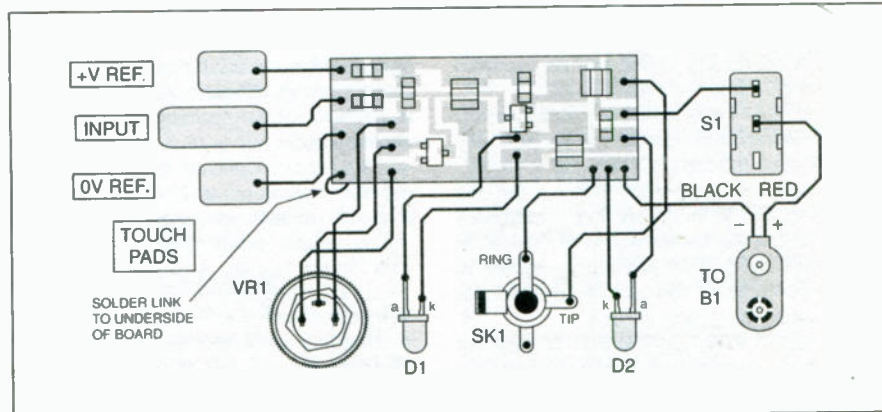 +V REF.
INPUT
0V REF.
TOUCH
PADS
SOLDER LINK
TO UNDERSIDE
OF BOARD
VR1
a
k
D1
RING
TIP
SK1
k
a
D2
S1
BLACK RED
- +
TO
B1